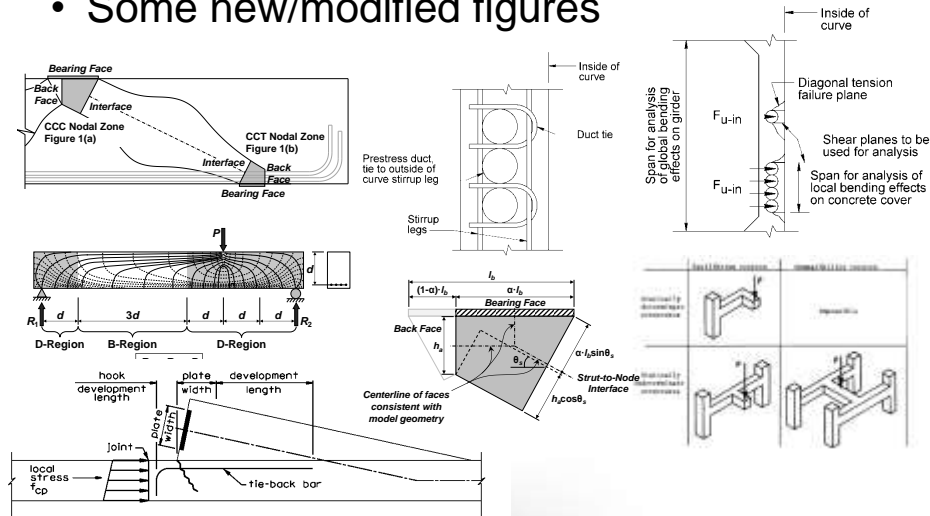 • Some new/modified figures
Bearing Face
Back
Face
Interface
CCC Nodal Zone
Figure 1(a)
CCT Nodal Zone
Figure 1(b)
Interface
Back
Face
Bearing Face
Inside of
curve
Duct tie
Prestress duct,
tie to outside of
curve stirrup leg
Stirrup
legs
Inside of
curve
Span for analysis
of global bending
effects on girder
Fu-in
Fu-in
Diagonal tension
failure plane
Shear planes to be
used for analysis
Span for analysis of
local bending effects
on concrete cover
P
d
R1 d 3d d d d R2
D-Region B-Region D-Region
lb
(1-α)·lb α·lb
Bearing Face
Back Face
ha
θs
α·lbsinθs
Strut-to-Node
Interface
hacosθs
Centerline of faces
consistent with
model geometry
hook
development
length
plate
width
development
length
plate
width
joint
local
stress
fcp
tie-back bar
P
P
P